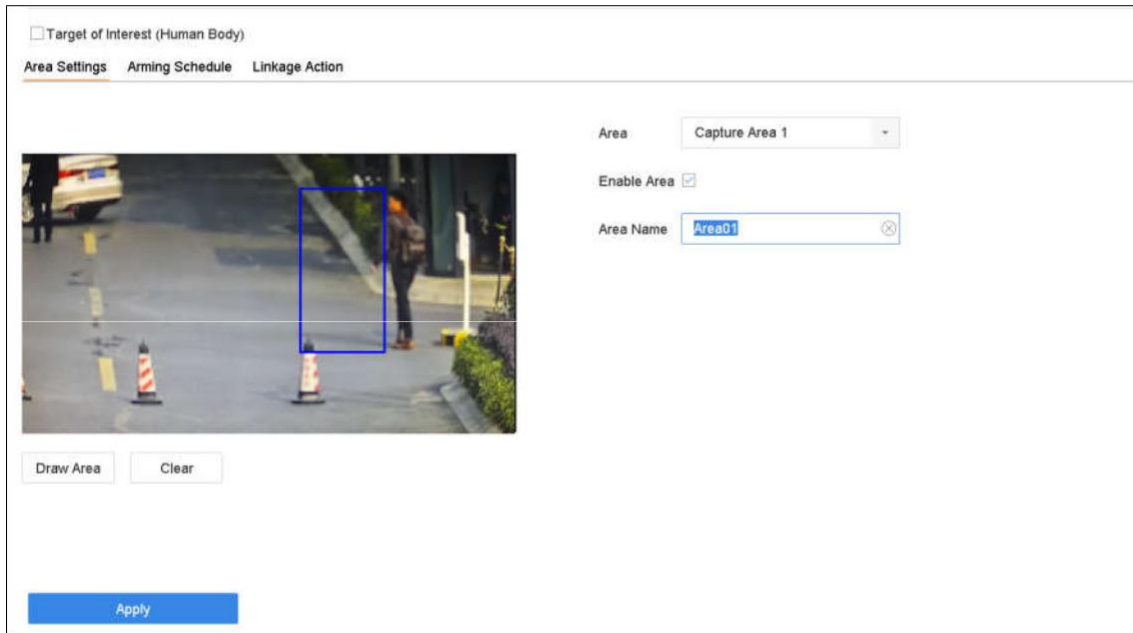 Target of Interest (Human Body)
Area Settings Arming Schedule Linkage Action
Area Capture Area 1
Enable Area
Area Name Area01
Draw Area Clear
Apply